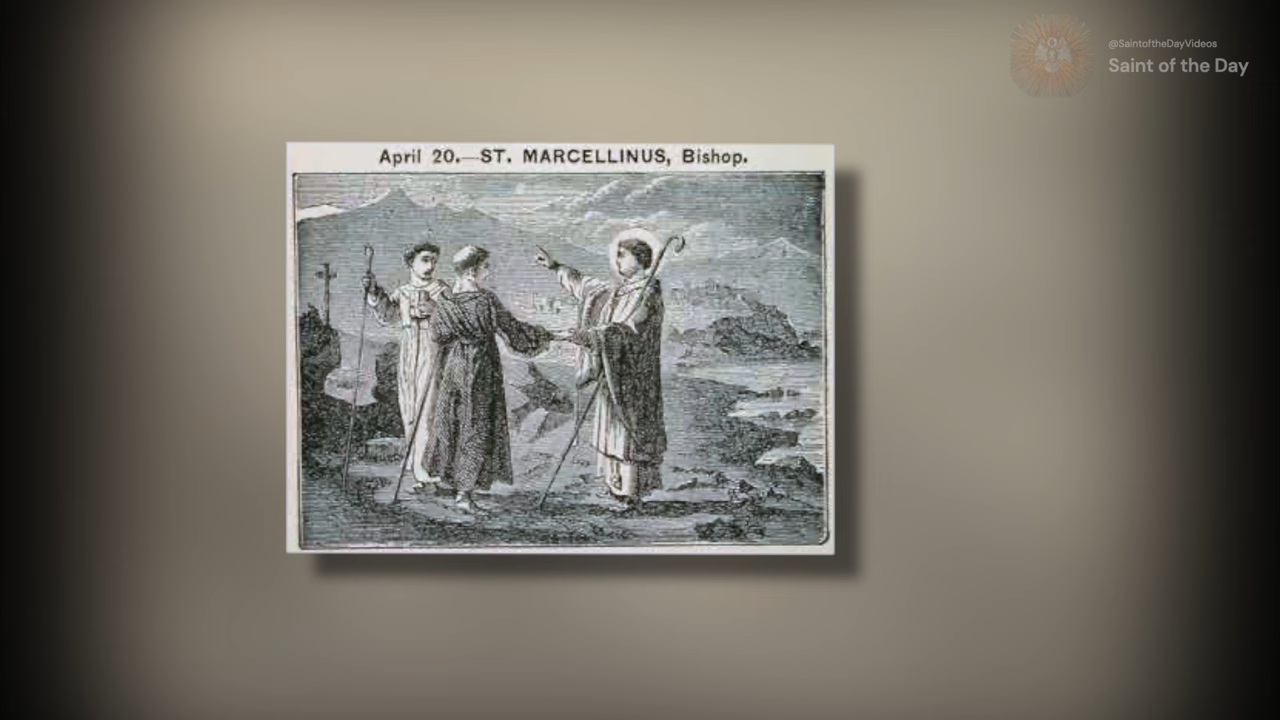 @SaintoftheDayVideos
Saint of the Day
April 20.—ST. MARCELLINUS, Bishop.